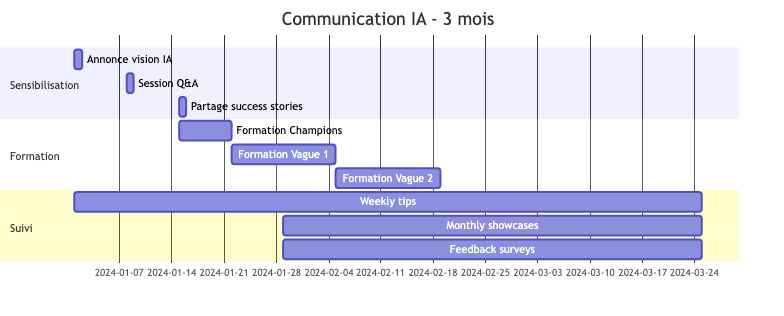 Communication IA - 3 mois
Sensibilisation
Annonce vision IA
Session Q&A
Partage success stories
Formation
Formation Champions
Formation Vague 1
Formation Vague 2
Suivi
Weekly tips
Monthly showcases
Feedback surveys
2024-01-07 2024-01-14 2024-01-21 2024-01-28 2024-02-04 2024-02-11 2024-02-18 2024-02-25 2024-03-03 2024-03-10 2024-03-17 2024-03-24